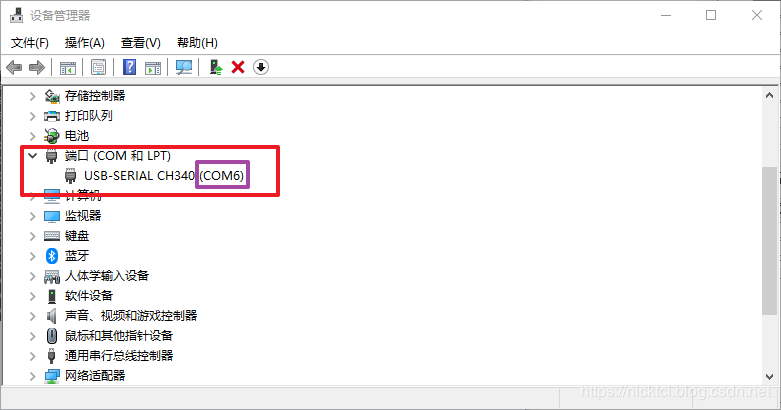 设备管理器
文件(F) 操作(A) 查看(V) 帮助(H)
存储控制器
打印队列
电池
端口 (COM 和 LPT)
USB-SERIAL CH340 (COM6)
计算机
监视器
键盘
蓝牙
人体学输入设备
软件设备
声音、视频和游戏控制器
鼠标和其他指针设备
通用串行总线控制器
网络适配器
https://nicktcl.blog.csdn.net